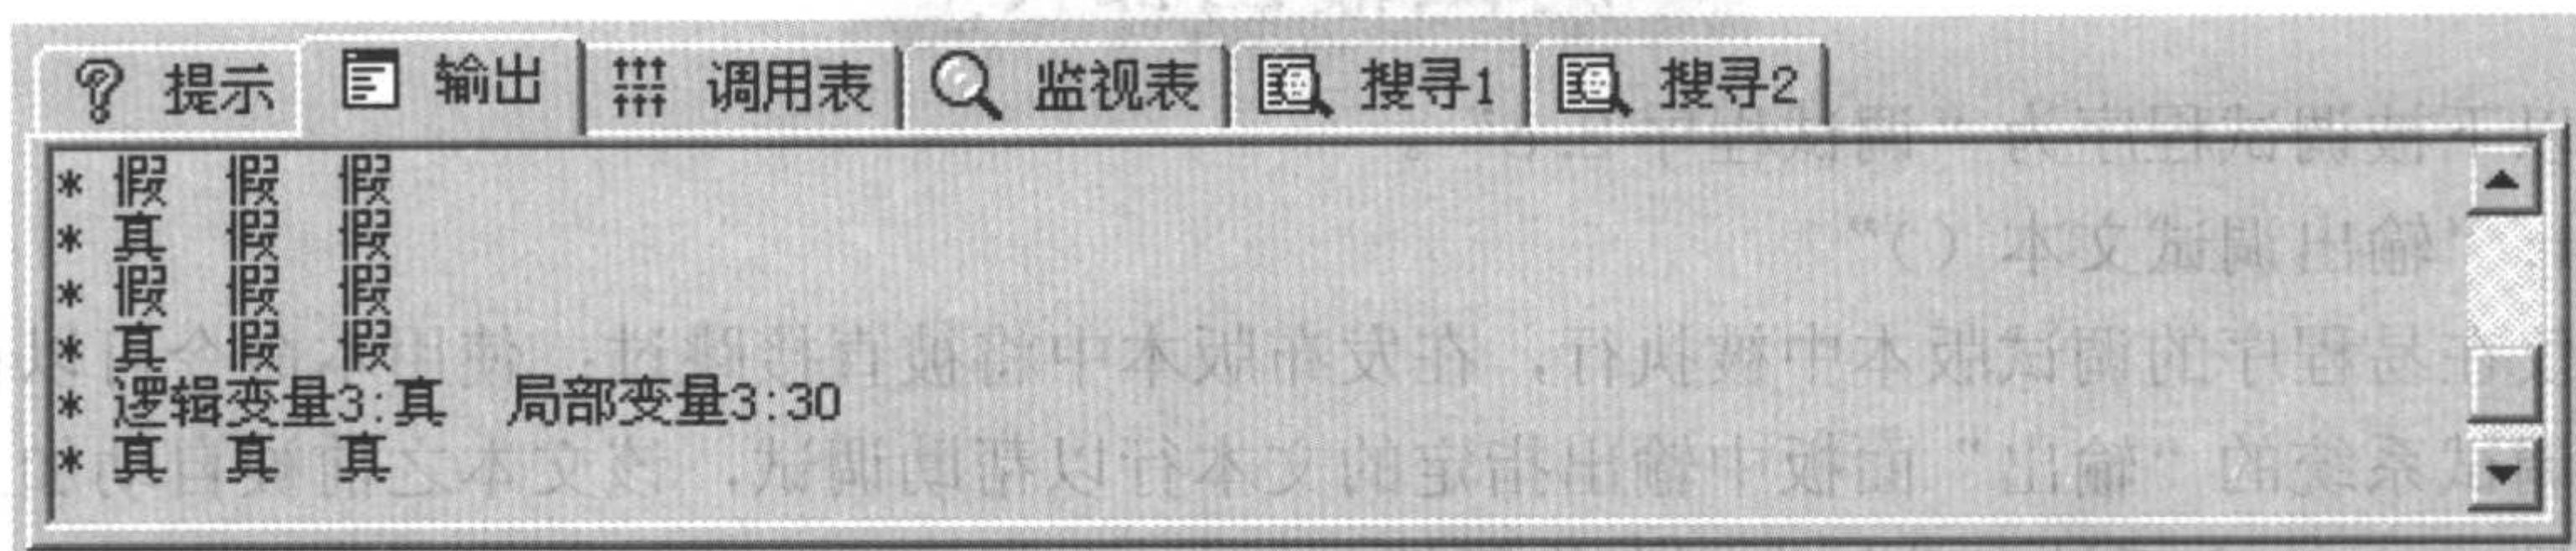 提示 输出 调用表 监视表 搜寻1 搜寻2
* 假 假 假
* 真 假 假
* 假 假 假
* 真 假 假
* 逻辑变量3:真 局部变量3:30
* 真 真 真